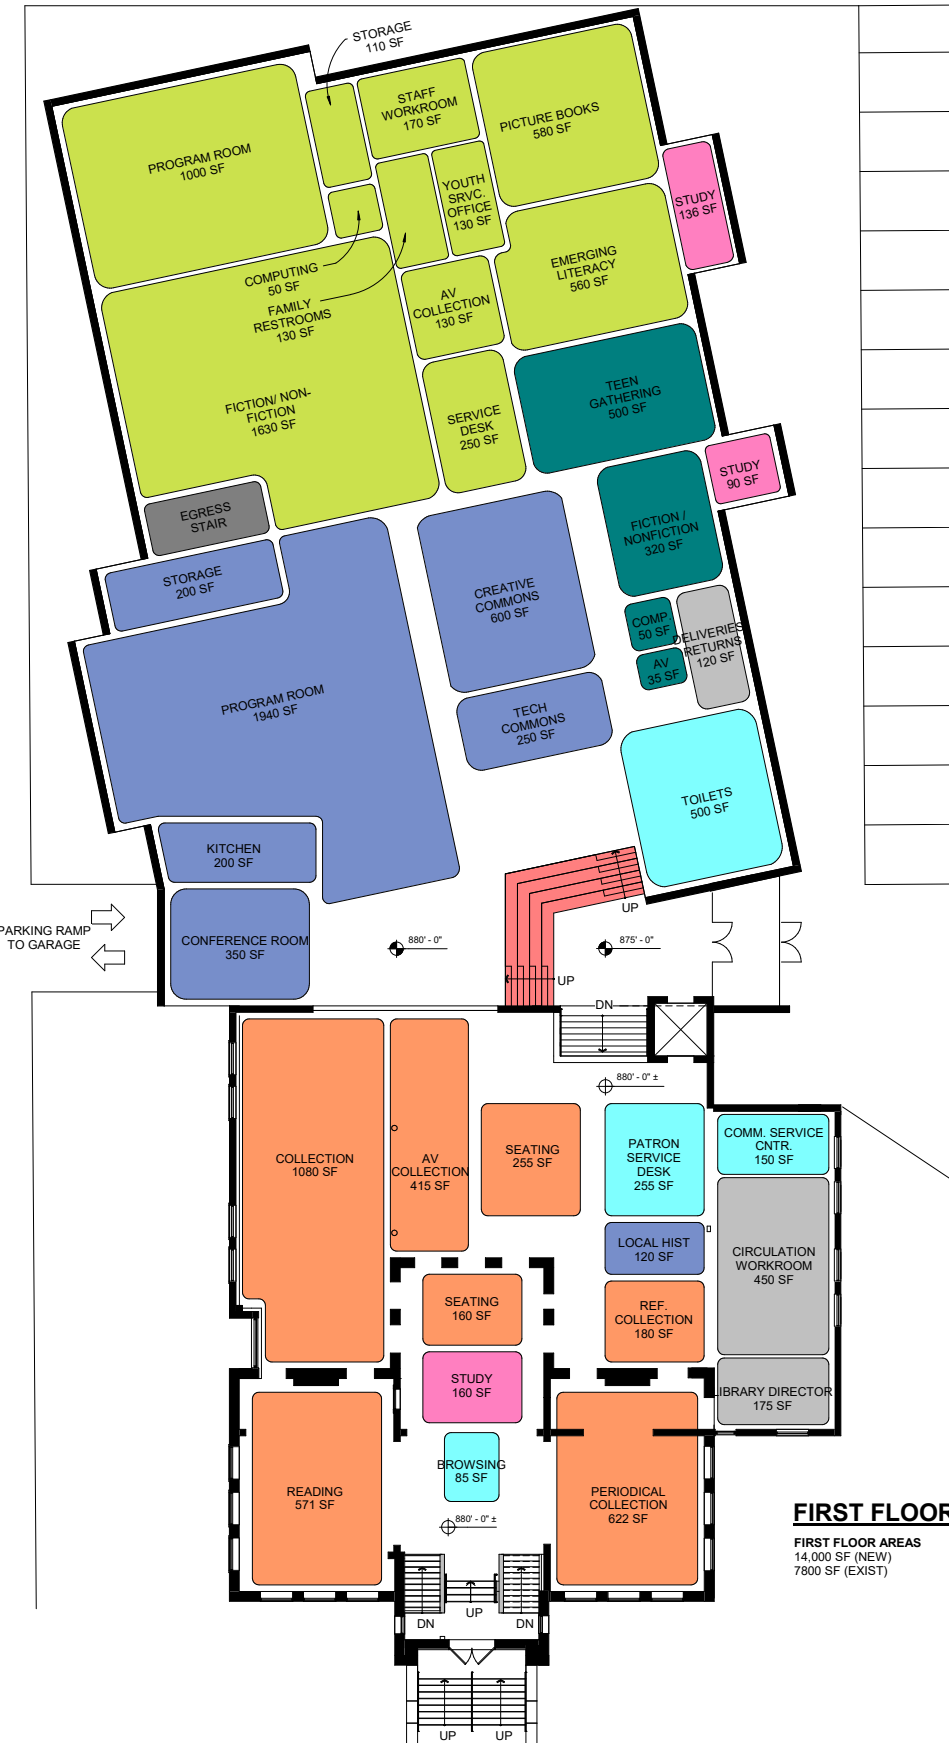 STORAGE
110 SF
STAFF
WORKROOM
170 SF
PICTURE BOOKS
580 SF
PROGRAM ROOM
1000 SF
YOUTH
SRVC.
OFFICE
130 SF
STUDY
136 SF
COMPUTING
50 SF
FAMILY
RESTROOMS
130 SF
AV
COLLECTION
130 SF
EMERGING
LITERACY
560 SF
FICTION/ NON-
FICTION
1630 SF
SERVICE
DESK
250 SF
TEEN
GATHERING
500 SF
STUDY
90 SF
EGRESS
STAIR
FICTION /
NONFICTION
320 SF
STORAGE
200 SF
CREATIVE
COMMONS
600 SF
COMP.
50 SF
DELIVERIES
RETURNS
120 SF
AV
35 SF
PROGRAM ROOM
1940 SF
TECH
COMMONS
250 SF
TOILETS
500 SF
KITCHEN
200 SF
UP
PARKING RAMP
TO GARAGE
CONFERENCE ROOM
350 SF
880' - 0"
875' - 0"
UP
DN
880' - 0" ±
COLLECTION
1080 SF
AV
COLLECTION
415 SF
SEATING
255 SF
PATRON
SERVICE
DESK
255 SF
COMM. SERVICE
CNTR.
150 SF
LOCAL HIST
120 SF
CIRCULATION
WORKROOM
450 SF
SEATING
160 SF
REF.
COLLECTION
180 SF
STUDY
160 SF
LIBRARY DIRECTOR
175 SF
BROWSING
85 SF
READING
571 SF
PERIODICAL
COLLECTION
622 SF
880' - 0" ±
FIRST FLOOR
FIRST FLOOR AREAS
14,000 SF (NEW)
7800 SF (EXIST)
DN
UP
DN
UP
UP